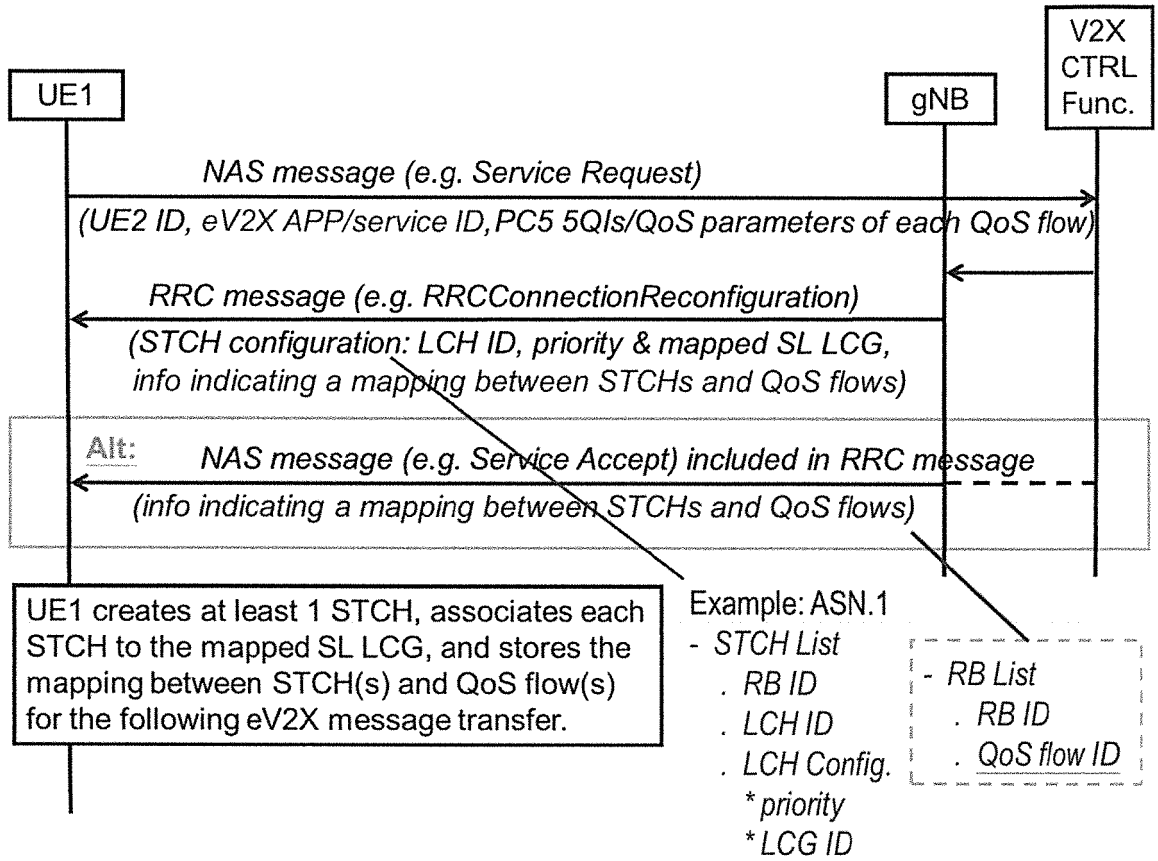 V2X
CTRL
Func.
UE1
gNB
NAS message (e.g. Service Request)
(UE2 ID, eV2X APP/service ID, PC5 5QIs/QoS parameters of each QoS flow)
RRC message (e.g. RRCConnectionReconfiguration)
(STCH configuration: LCH ID, priority & mapped SL LCG,
info indicating a mapping between STCHs and QoS flows)
Alt:
NAS message (e.g. Service Accept) included in RRC message
(info indicating a mapping between STCHs and QoS flows)
UE1 creates at least 1 STCH, associates each
STCH to the mapped SL LCG, and stores the
mapping between STCH(s) and QoS flow(s)
for the following eV2X message transfer.
Example: ASN.1
- STCH List
. RB ID
. LCH ID
. LCH Config.
* priority
* LCG ID
- RB List
. RB ID
. QoS flow ID